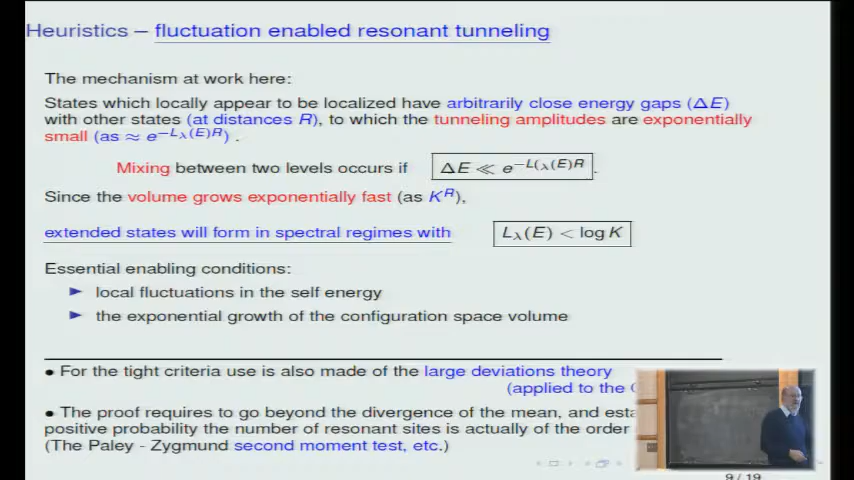 Heuristics – fluctuation enabled resonant tunneling
The mechanism at work here:
States which locally appear to be localized have arbitrarily close energy gaps (ΔE)
with other states (at distances R), to which the tunneling amplitudes are exponentially
small (as ≈ e^{−L_λ(E)R}) .
Mixing between two levels occurs if ΔE ≪ e^{−L(_λ(E)R}.
Since the volume grows exponentially fast (as K^R),
extended states will form in spectral regimes with L_λ(E) < log K
Essential enabling conditions:
► local fluctuations in the self energy
► the exponential growth of the configuration space volume
• For the tight criteria use is also made of the large deviations theory
(applied to the
• The proof requires to go beyond the divergence of the mean, and
positive probability the number of resonant sites is actually of the order
(The Paley - Zygmund second moment test, etc.)
9 / 19